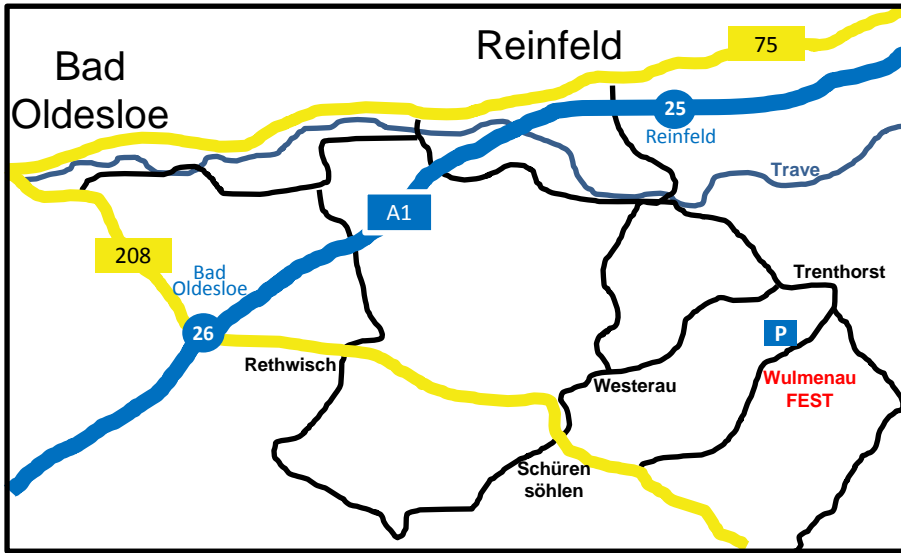 Reinfeld
75
Bad
Oldesloe
25
Reinfeld
Trave
A1
208
Bad
Oldesloe
Trenthorst
26
P
Rethwisch
Westerau
Wulmenau
FEST
Schüren
söhlen